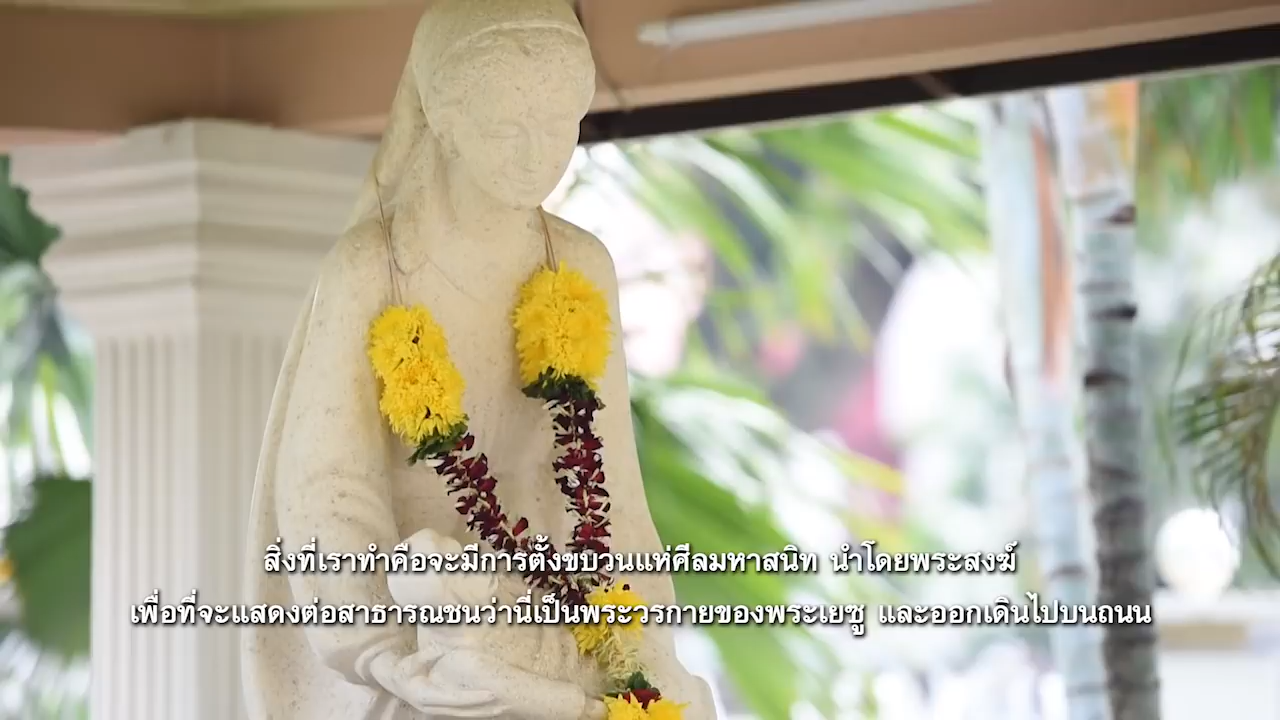 สิ่งที่เราทำคือจะมีการตั้งขบวนแห่ศีลมหาสนิท นำโดยพระสงฆ์
เพื่อที่จะแสดงต่อสาธารณชนว่านี่เป็นพระวรกายของพระเยซู และออกเดินไปบนถนน